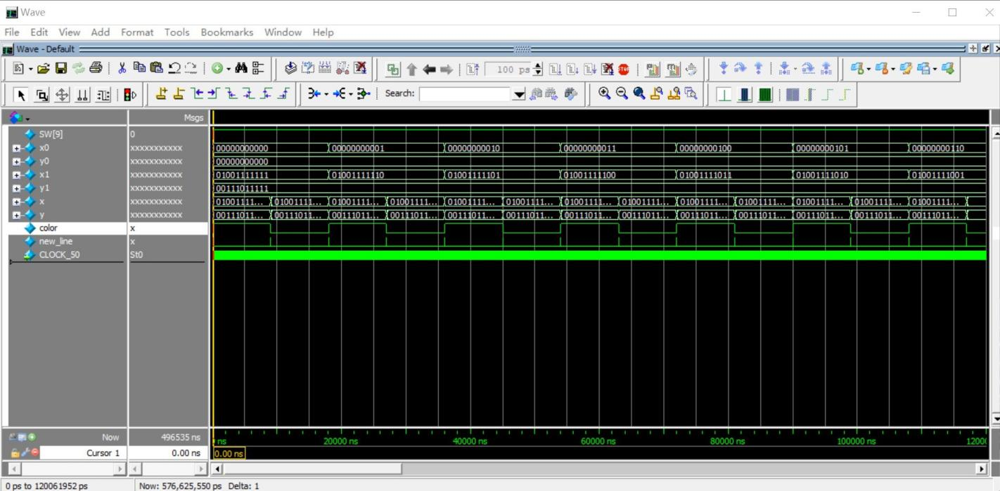 Wave
File Edit View Add Format Tools Bookmarks Window Help
Wave - Default
100 ps
Search:
Msgs
SW[9] 0
x0 xxxxxxxxxxx 00000000000 00000000001 00000000010 00000000011 00000000100 00000000101 00000000110
y0 xxxxxxxxxxx 00000000000
x1 xxxxxxxxxxx 01001111111 01001111110 01001111101 01001111100 01001111011 01001111010 01001111001
y1 xxxxxxxxxxx 00111011111
x xxxxxxxxxxx 01001111... 01001111... 01001111... 01001111... 01001111... 01001111... 01001111... 01001111... 01001111... 01001111... 01001111... 01001111... 01001111...
y xxxxxxxxxxx 00111011... 00111011... 00111011... 00111011... 00111011... 00111011... 00111011... 00111011... 00111011... 00111011... 00111011... 00111011... 00111011...
color x
new_line x
CLOCK_50 St0
Now 496535 ns ns 20000 ns 40000 ns 60000 ns 80000 ns 100000 ns
Cursor 1 0.00 ns 0.00 ns
0 ps to 120061952 ps Now: 576,625,550 ps Delta: 1